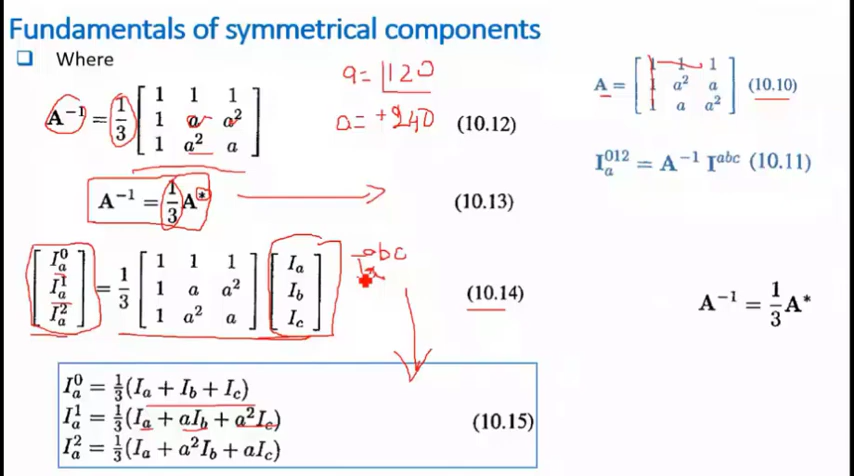 Fundamentals of symmetrical components
Where
A⁻¹ = 1/3 [1 1 1; 1 a a²; 1 a² a] (10.12)
a = ∠120
a = +240
A = [1 1 1; 1 a² a; 1 a a²] (10.10)
I_a^{012} = A⁻¹ I^{abc} (10.11)
A⁻¹ = 1/3 A* (10.13)
[I_a^0; I_a^1; I_a^2] = 1/3 [1 1 1; 1 a a²; 1 a² a] [I_a; I_b; I_c] (10.14)
abc
A⁻¹ = 1/3 A*
I_a^0 = 1/3(I_a + I_b + I_c)
I_a^1 = 1/3(I_a + aI_b + a²I_c) (10.15)
I_a^2 = 1/3(I_a + a²I_b + aI_c)